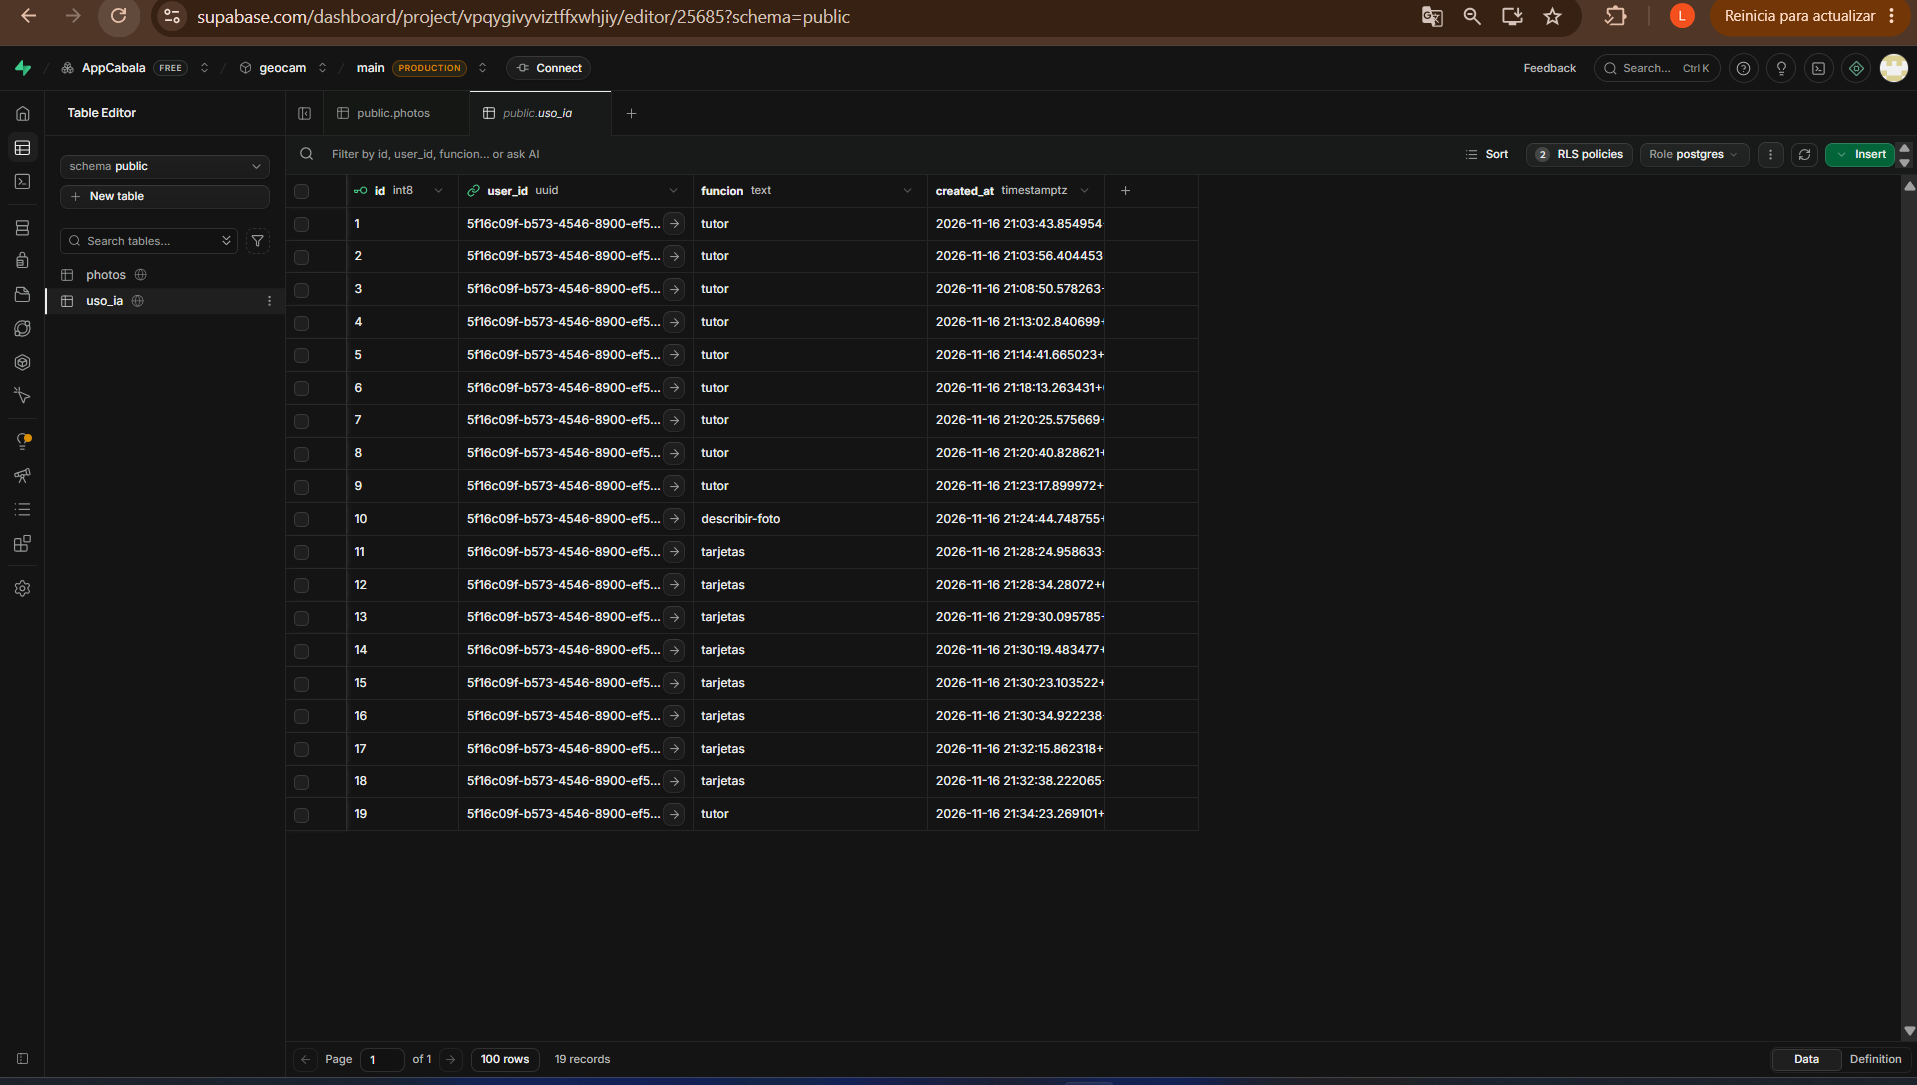 supabase.com/dashboard/project/vpqygivyviztffxwhjiy/editor/25685?schema=public
L
Reinicia para actualizar
AppCabala FREE / geocam / main PRODUCTION Connect
Feedback Search... Ctrl K
Table Editor
public.photos public.uso_ia
schema public
New table
Search tables...
photos
uso_ia
Filter by id, user_id, funcion... or ask AI
Sort 2 RLS policies Role postgres Insert
id int8 user_id uuid funcion text created_at timestamptz
1 5f16c09f-b573-4546-8900-ef5... tutor 2026-11-16 21:03:43.854954
2 5f16c09f-b573-4546-8900-ef5... tutor 2026-11-16 21:03:56.404453
3 5f16c09f-b573-4546-8900-ef5... tutor 2026-11-16 21:08:50.578263
4 5f16c09f-b573-4546-8900-ef5... tutor 2026-11-16 21:13:02.840699+
5 5f16c09f-b573-4546-8900-ef5... tutor 2026-11-16 21:14:41.665023+
6 5f16c09f-b573-4546-8900-ef5... tutor 2026-11-16 21:18:13.263431+
7 5f16c09f-b573-4546-8900-ef5... tutor 2026-11-16 21:20:25.575669+
8 5f16c09f-b573-4546-8900-ef5... tutor 2026-11-16 21:20:40.828621+
9 5f16c09f-b573-4546-8900-ef5... tutor 2026-11-16 21:23:17.899972+
10 5f16c09f-b573-4546-8900-ef5... describir-foto 2026-11-16 21:24:44.748755+
11 5f16c09f-b573-4546-8900-ef5... tarjetas 2026-11-16 21:28:24.958633
12 5f16c09f-b573-4546-8900-ef5... tarjetas 2026-11-16 21:28:34.28072+
13 5f16c09f-b573-4546-8900-ef5... tarjetas 2026-11-16 21:29:30.095785
14 5f16c09f-b573-4546-8900-ef5... tarjetas 2026-11-16 21:30:19.483477+
15 5f16c09f-b573-4546-8900-ef5... tarjetas 2026-11-16 21:30:23.103522+
16 5f16c09f-b573-4546-8900-ef5... tarjetas 2026-11-16 21:30:34.922238
17 5f16c09f-b573-4546-8900-ef5... tarjetas 2026-11-16 21:32:15.862318+
18 5f16c09f-b573-4546-8900-ef5... tarjetas 2026-11-16 21:32:38.222065
19 5f16c09f-b573-4546-8900-ef5... tutor 2026-11-16 21:34:23.269101+
Page 1 of 1 100 rows 19 records
Data Definition